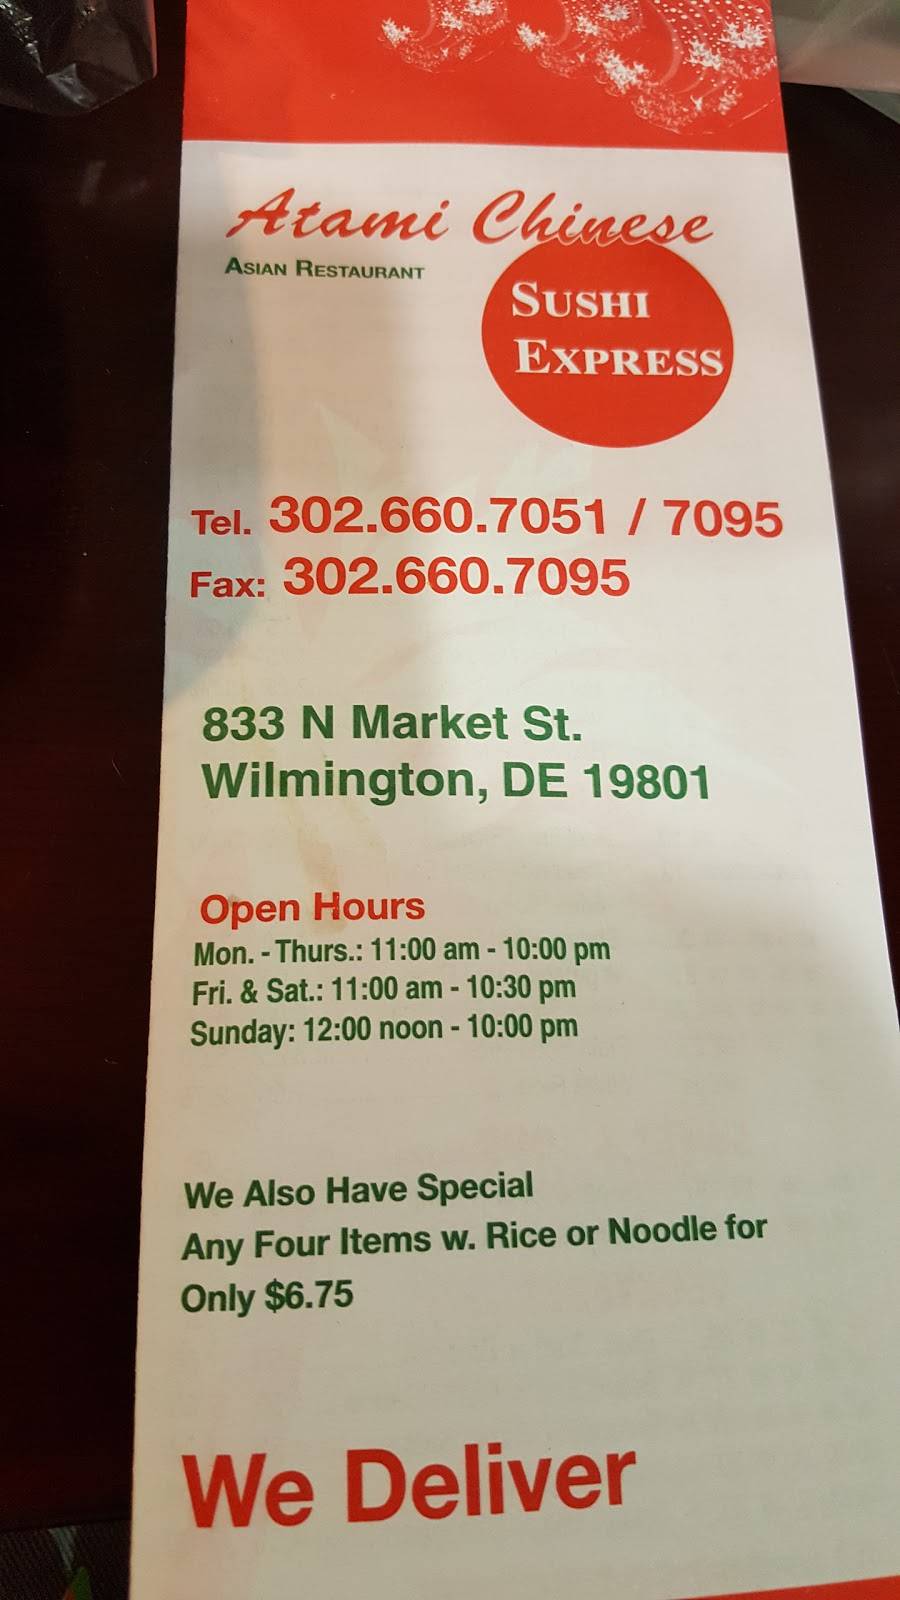 Atami Chinese
Asian Restaurant
Sushi
Express
Tel. 302.660.7051 / 7095
Fax: 302.660.7095
833 N Market St.
Wilmington, DE 19801
Open Hours
Mon. - Thurs.: 11:00 am - 10:00 pm
Fri. & Sat.: 11:00 am - 10:30 pm
Sunday: 12:00 noon - 10:00 pm
We Also Have Special
Any Four Items w. Rice or Noodle for
Only $6.75
We Deliver